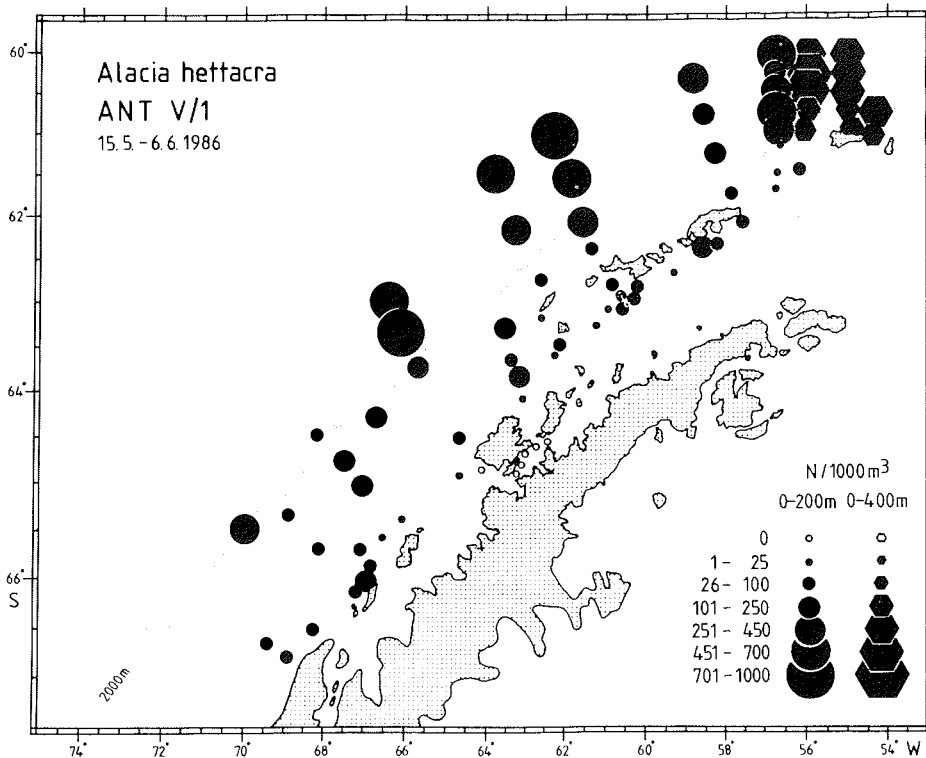 Alacia hettacra
ANT V/1
15.5.-6.6.1986
60°
62°
64°
66°
S
2000m
N/1000m³
0-200m 0-400m
0
1 - 25
26 - 100
101 - 250
251 - 450
451 - 700
701 - 1000
74° 72° 70° 68° 66° 64° 62° 60° 58° 56° 54° W